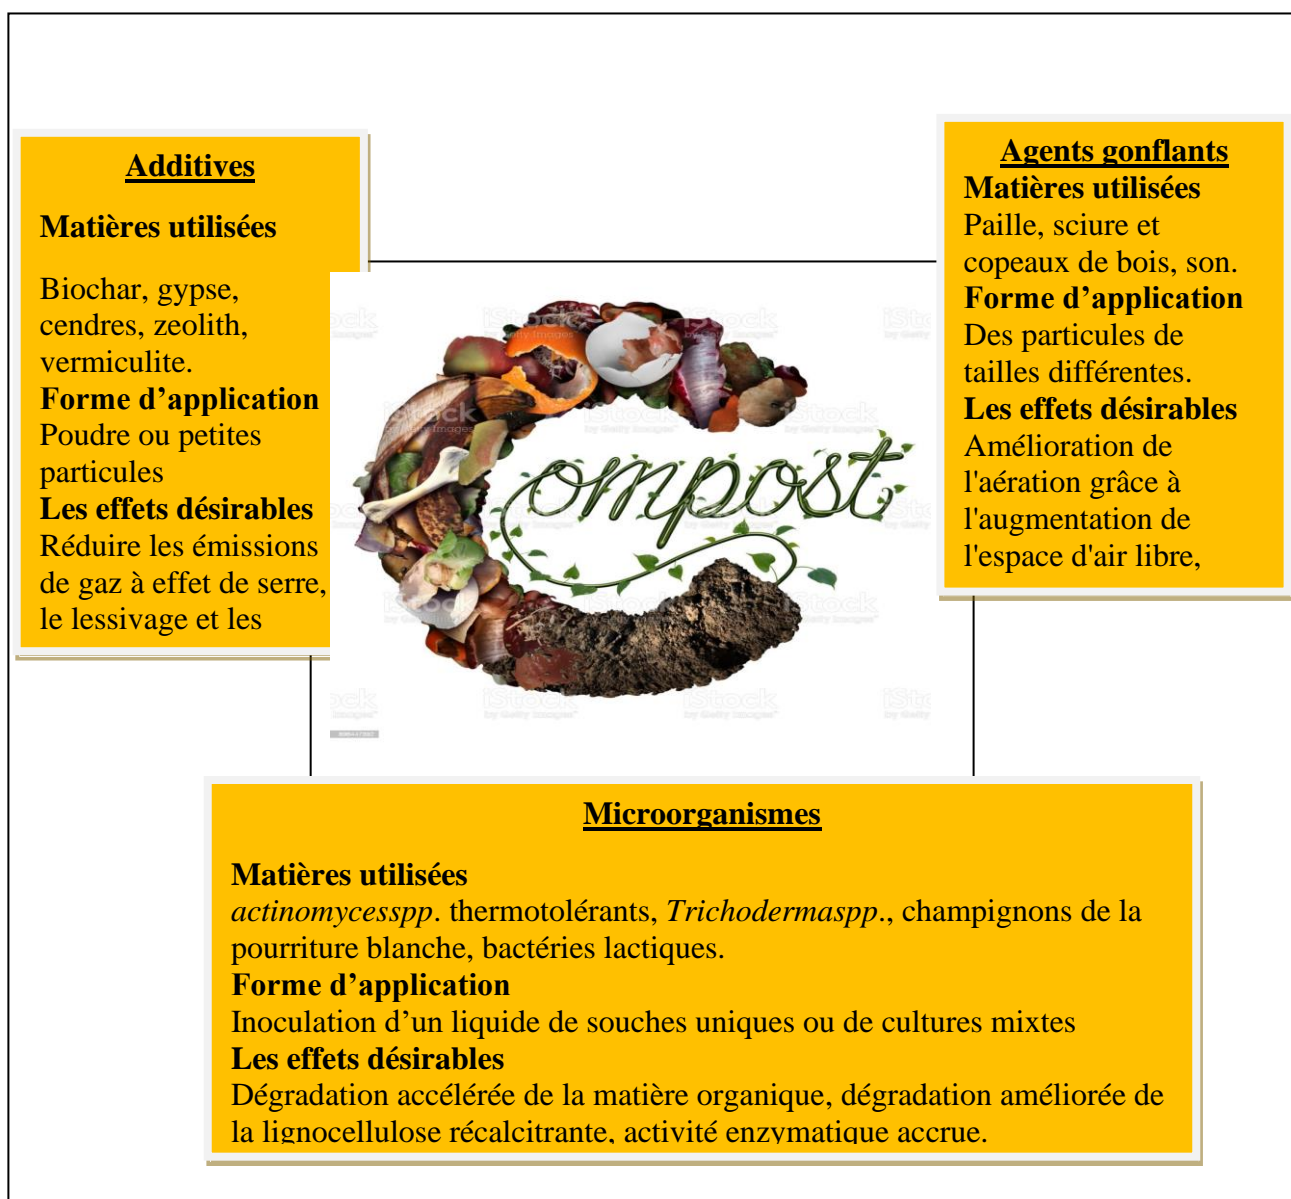 Additives
Matières utilisées
Biochar, gypse,
cendres, zeolith,
vermiculite.
Forme d’application
Poudre ou petites
particules
Les effets désirables
Réduire les émissions
de gaz à effet de serre,
le lessivage et les
Agents gonflants
Matières utilisées
Paille, sciure et
copeaux de bois, son.
Forme d’application
Des particules de
tailles différentes.
Les effets désirables
Amélioration de
l'aération grâce à
l'augmentation de
l'espace d'air libre,
ompost
iStock
by Getty Images™
Microorganismes
Matières utilisées
actinomycesspp. thermotolérants, Trichodermaspp., champignons de la
pourriture blanche, bactéries lactiques.
Forme d’application
Inoculation d’un liquide de souches uniques ou de cultures mixtes
Les effets désirables
Dégradation accélérée de la matière organique, dégradation améliorée de
la lignocellulose récalcitrante, activité enzymatique accrue.